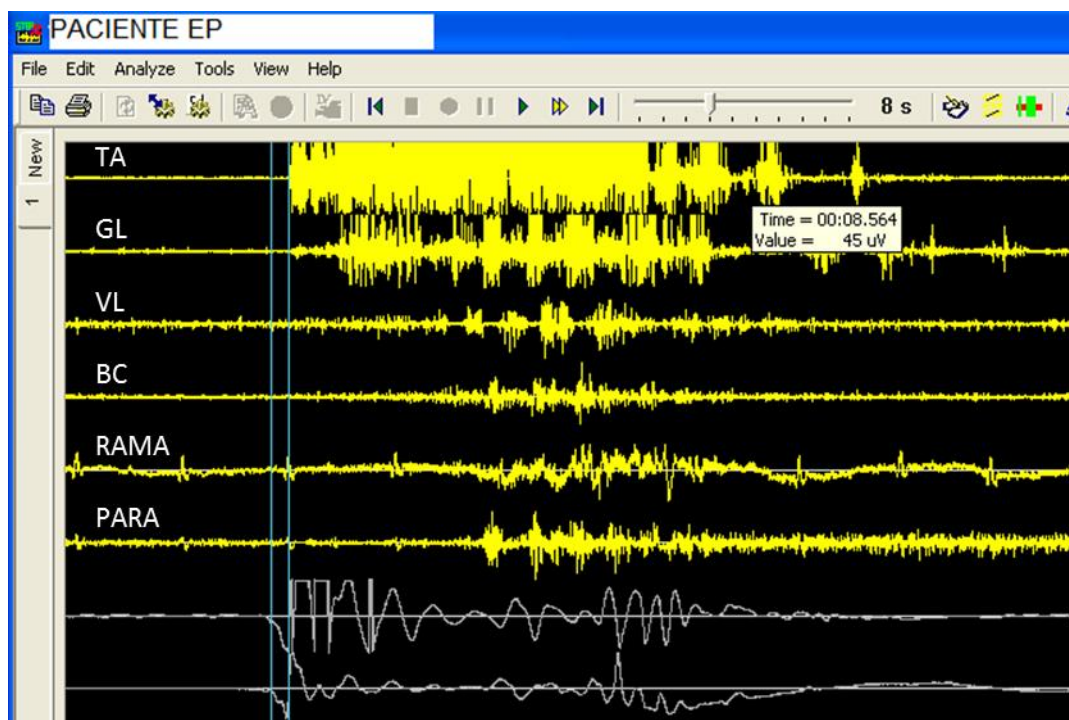 PACIENTE EP
File Edit Analyze Tools View Help
8 s
New
1
TA
Time = 00:08.564
Value = 45 uV
GL
VL
BC
RAMA
PARA